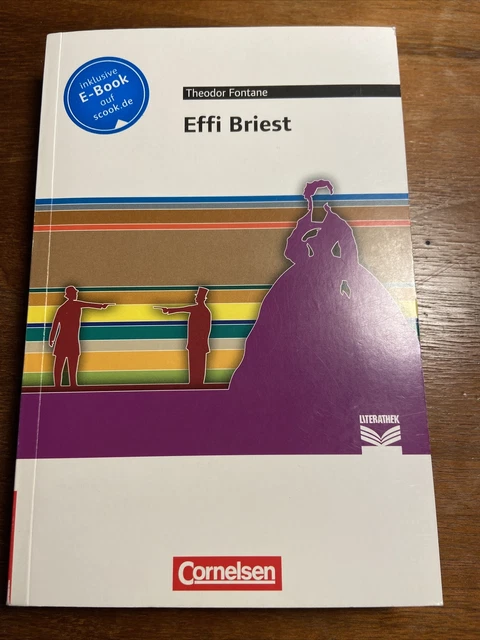 inklusive
E-Book
auf
scook.de
Theodor Fontane
Effi Briest
LITERATHEK
Cornelsen